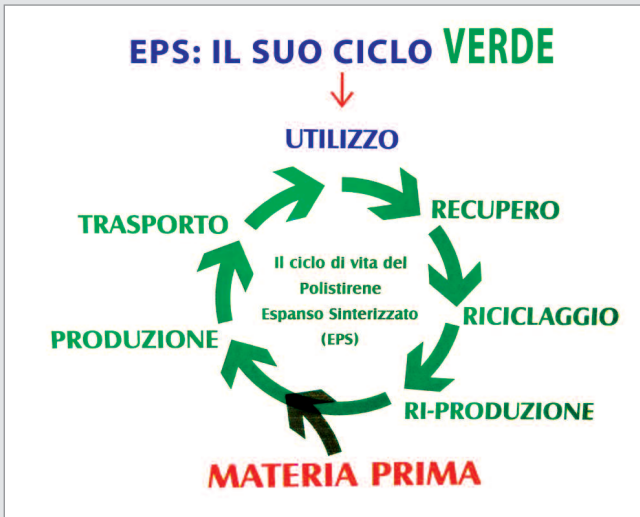 EPS: IL SUO CICLO VERDE
UTILIZZO
RECUPERO
RICICLAGGIO
RI-PRODUZIONE
MATERIA PRIMA
PRODUZIONE
TRASPORTO
Il ciclo di vita del
Polistirene
Espanso Sinterizzato
(EPS)